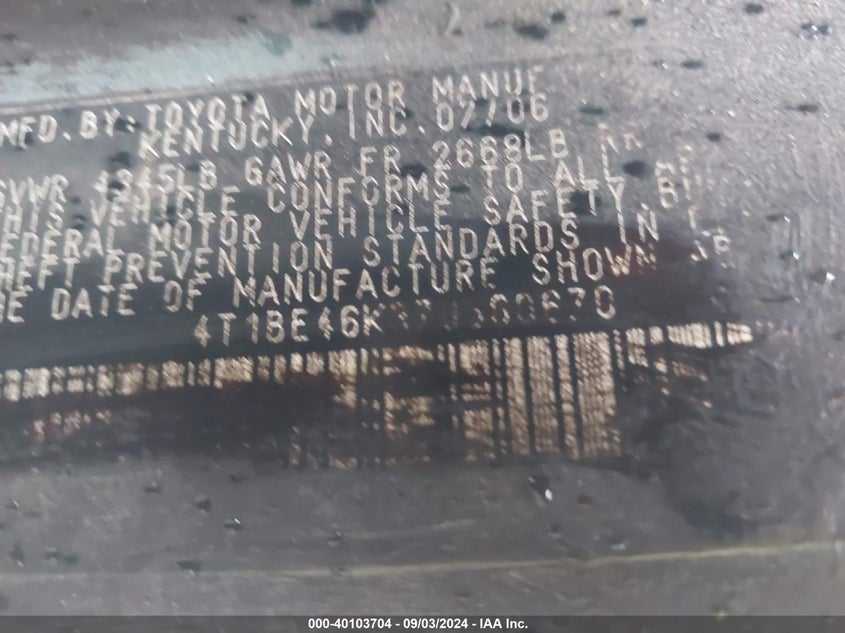 MFD. BY: TOYOTA MOTOR MANUF
KENTUCKY, INC. 07/06
GVWR 4345LB GAWR FR 2668LB RR
THIS VEHICLE CONFORMS TO ALL
FEDERAL MOTOR VEHICLE SAFETY,
THEFT PREVENTION STANDARDS IN
THE DATE OF MANUFACTURE SHOWN
000-40103704 - 09/03/2024 - IAA Inc.